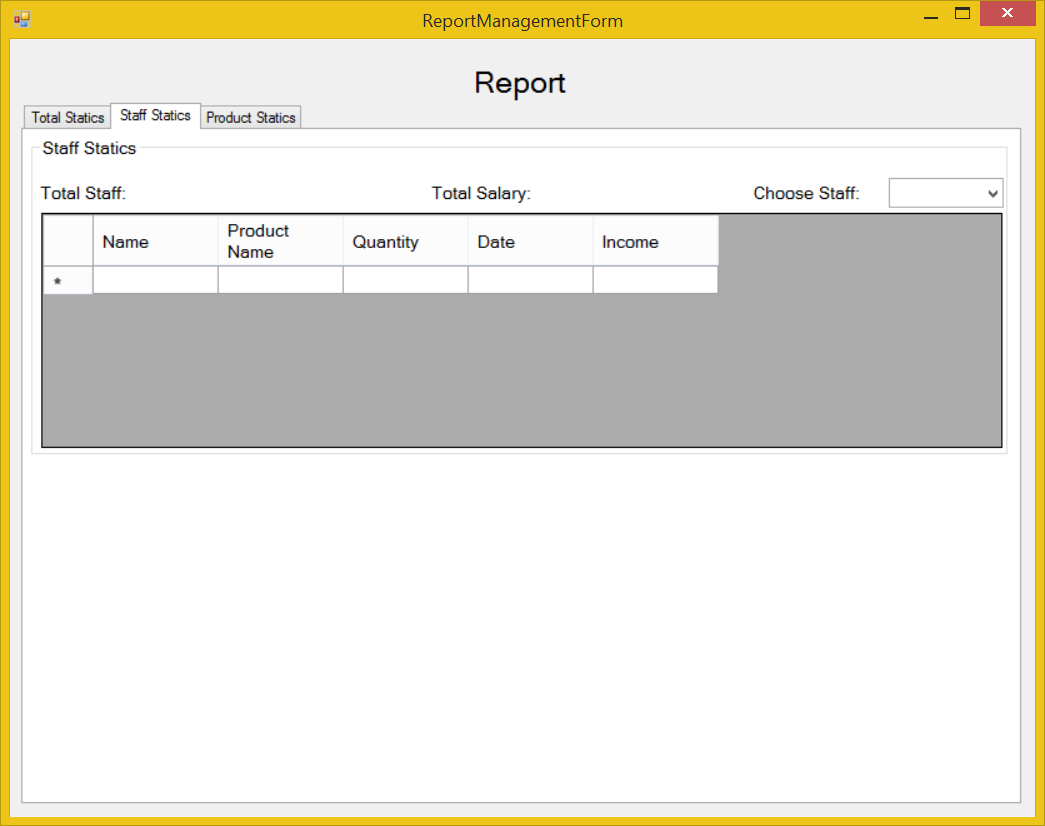 ReportManagementForm
Report
Total Statics
Staff Statics
Product Statics
Staff Statics
Total Staff:
Total Salary:
Choose Staff:
Name
Product
Name
Quantity
Date
Income
*